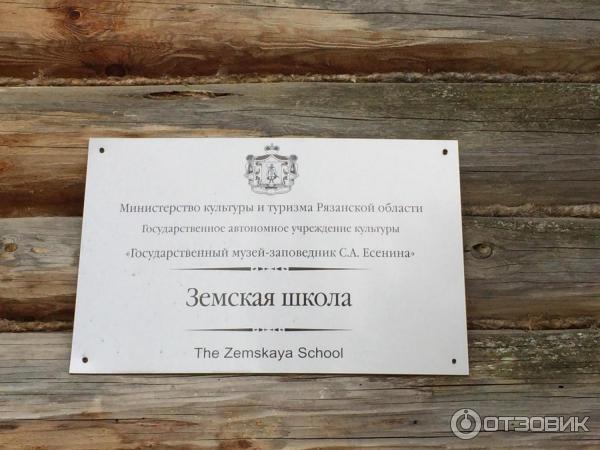 Министерство культуры и туризма Рязанской области
Государственное автономное учреждение культуры
«Государственный музей-заповедник С.А. Есенина»
Земская школа
The Zemskaya School
ОТЗОВИК